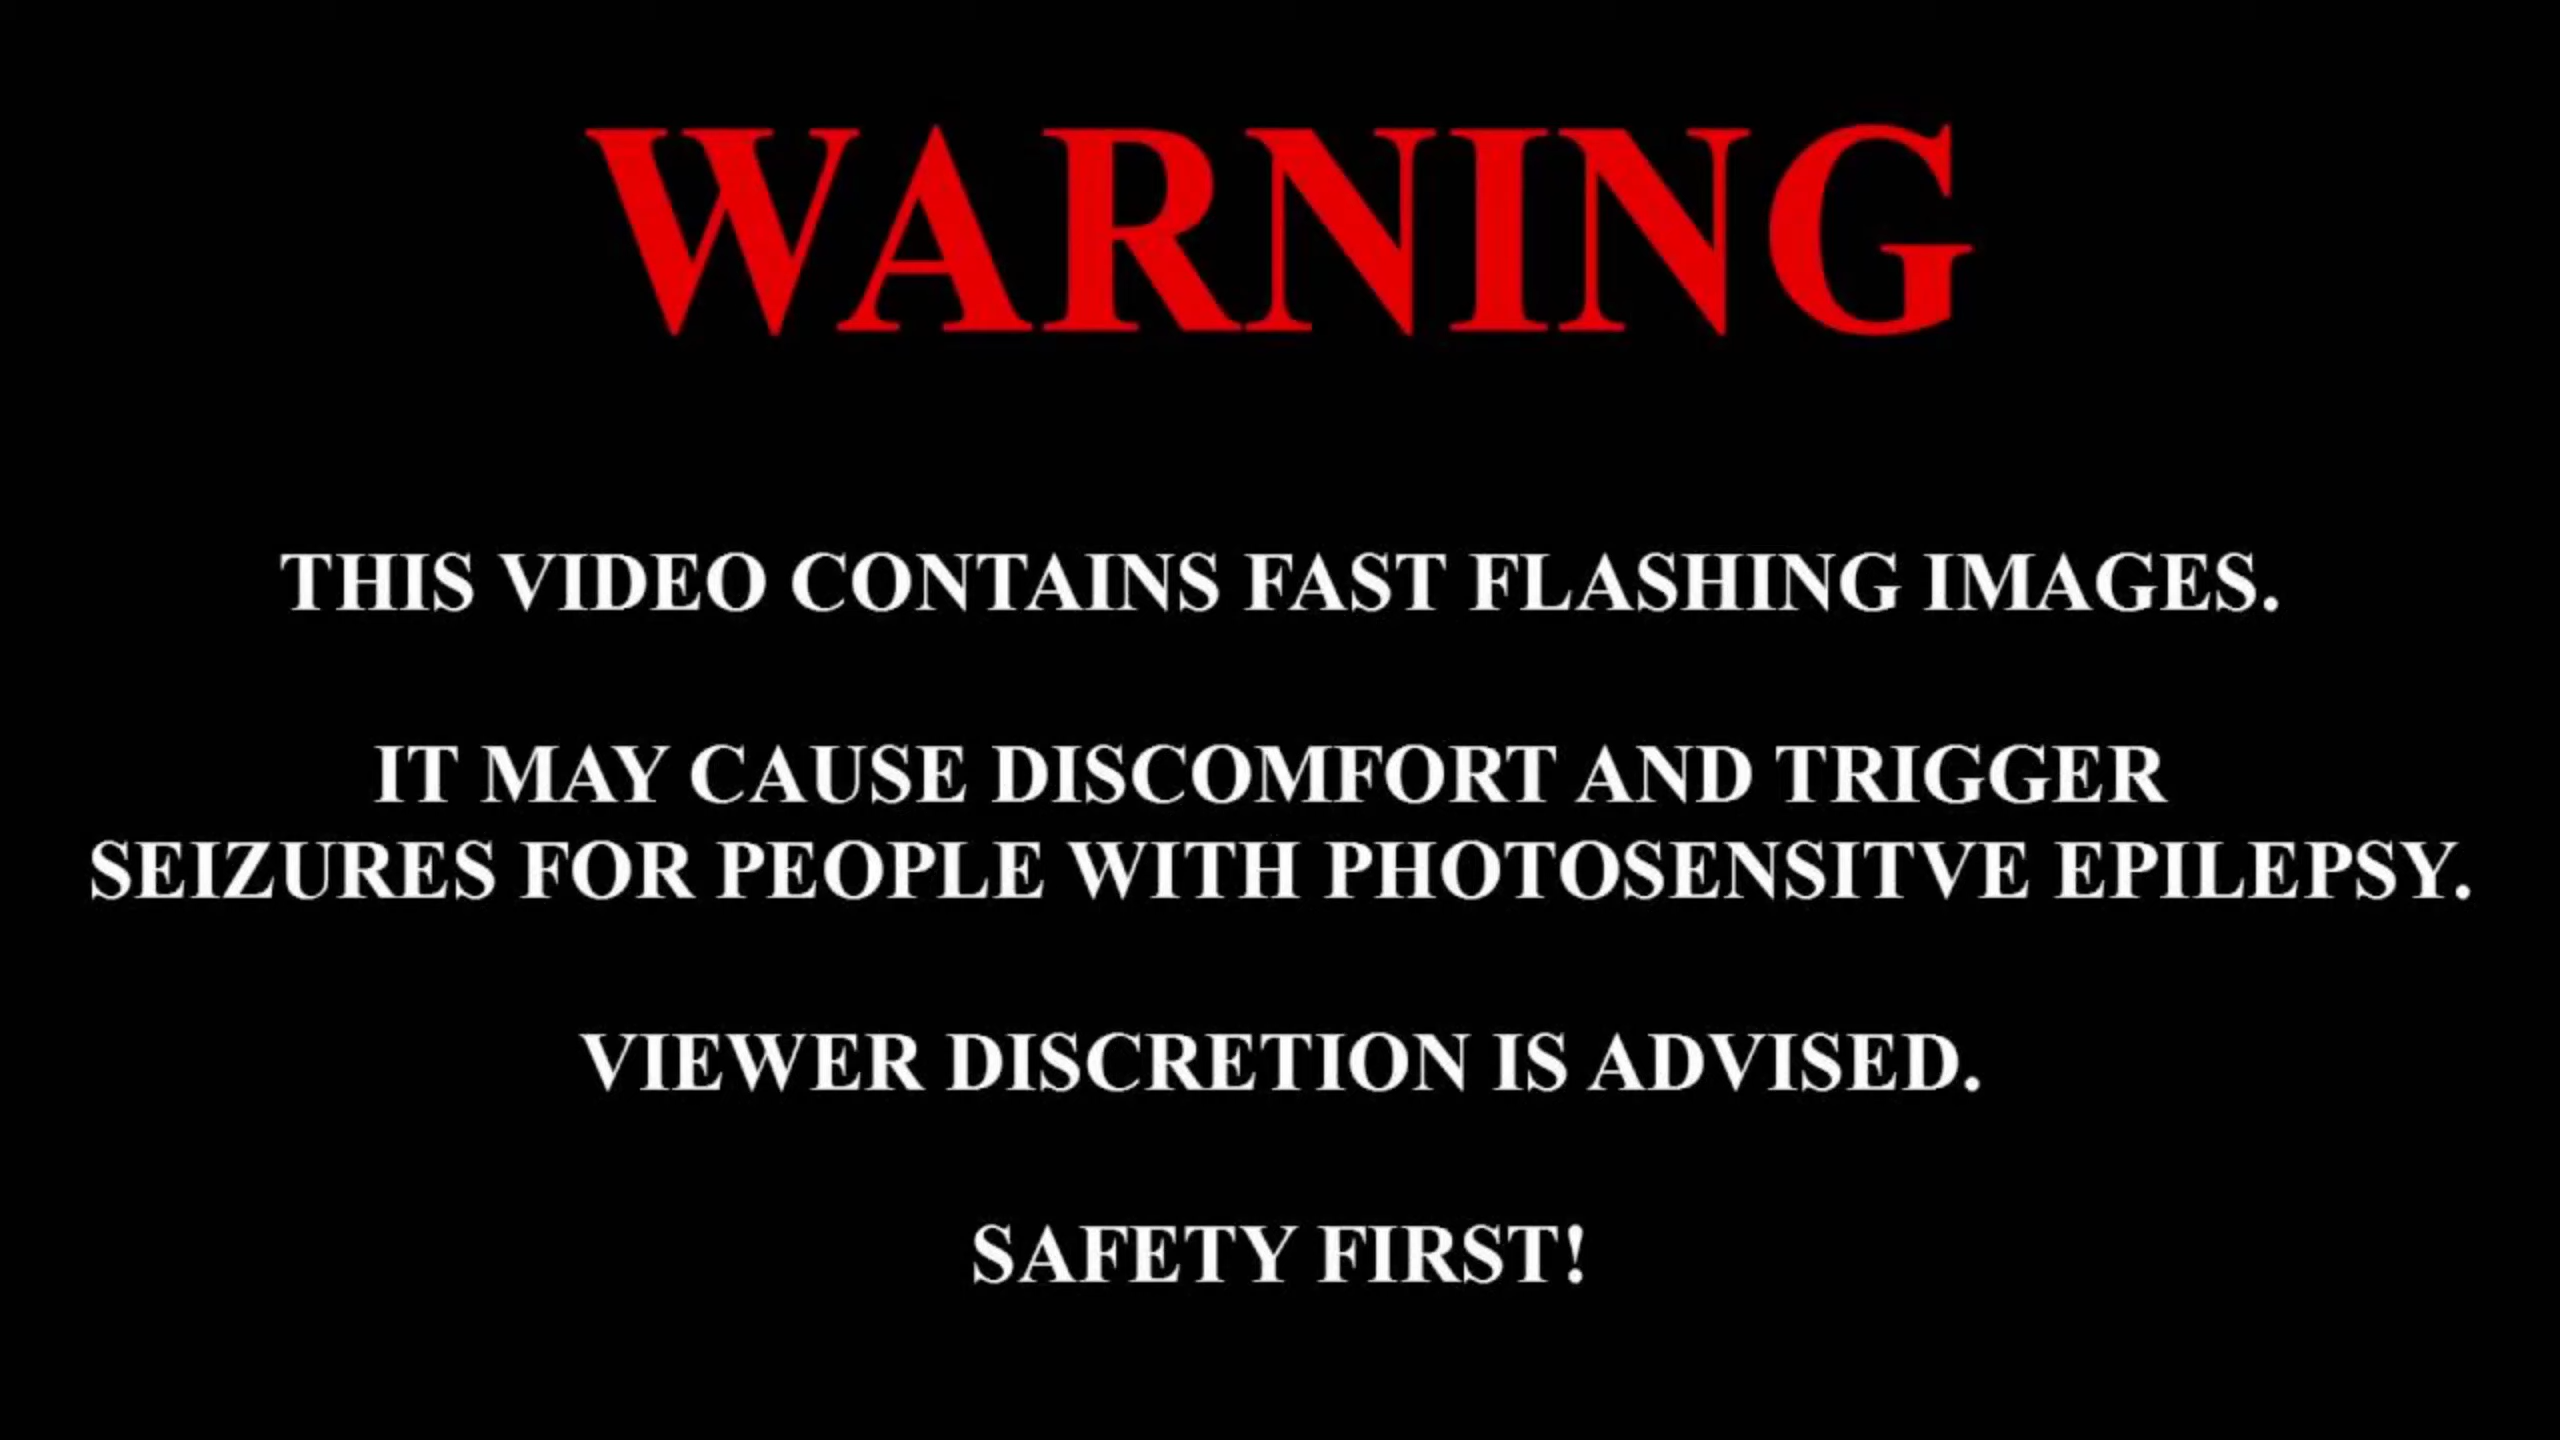 WARNING
THIS VIDEO CONTAINS FAST FLASHING IMAGES.
IT MAY CAUSE DISCOMFORT AND TRIGGER
SEIZURES FOR PEOPLE WITH PHOTOSENSITVE EPILEPSY.
VIEWER DISCRETION IS ADVISED.
SAFETY FIRST!